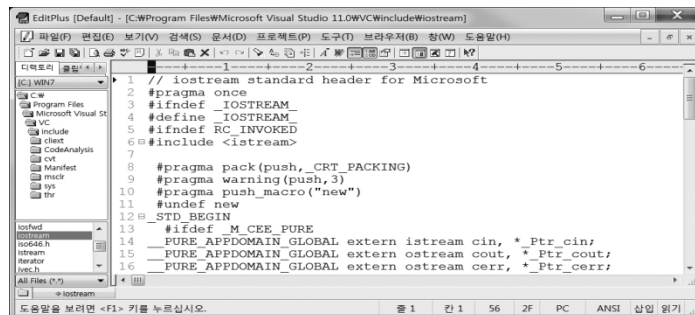 EditPlus [Default] - [C:₩Program Files₩Microsoft Visual Studio 11.0₩VC₩include₩iostream]
파일(F) 편집(E) 보기(V) 검색(S) 문서(D) 프로젝트(P) 도구(T) 브라우저(B) 창(W) 도움말(H)
디렉토리 클립
[C:] WIN7
C:₩
Program Files
Microsoft Visual St
VC
include
cliext
CodeAnalysis
cvt
Manifest
msclr
sys
thr
iosfwd
iostream
iso646.h
istream
iterator
ivec.h
All Files (*.*)
----+----1----+----2----+----3----+----4----+----5----+----6----
1 // iostream standard header for Microsoft
2 #pragma once
3 #ifndef _IOSTREAM_
4 #define _IOSTREAM_
5 #ifndef RC_INVOKED
6 #include <istream>
7
8 #pragma pack(push,_CRT_PACKING)
9 #pragma warning(push,3)
10 #pragma push_macro("new")
11 #undef new
12 _STD_BEGIN
13 #ifdef _M_CEE_PURE
14 __PURE_APPDOMAIN_GLOBAL extern istream cin, *_Ptr_cin;
15 __PURE_APPDOMAIN_GLOBAL extern ostream cout, *_Ptr_cout;
16 __PURE_APPDOMAIN_GLOBAL extern ostream cerr, *_Ptr_cerr;
iostream
도움말을 보려면 <F1> 키를 누르십시오. 줄 1 칸 1 56 2F PC ANSI 삽입 읽기